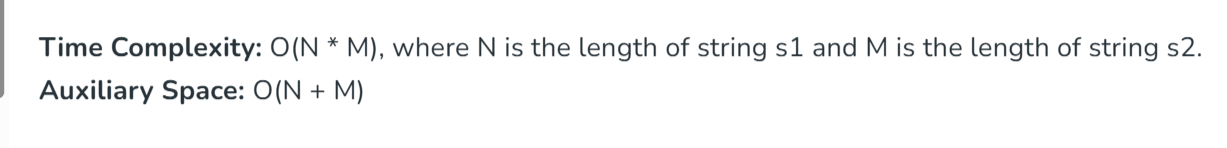 Time Complexity: O(N * M), where N is the length of string s1 and M is the length of string s2.
Auxiliary Space: O(N + M)